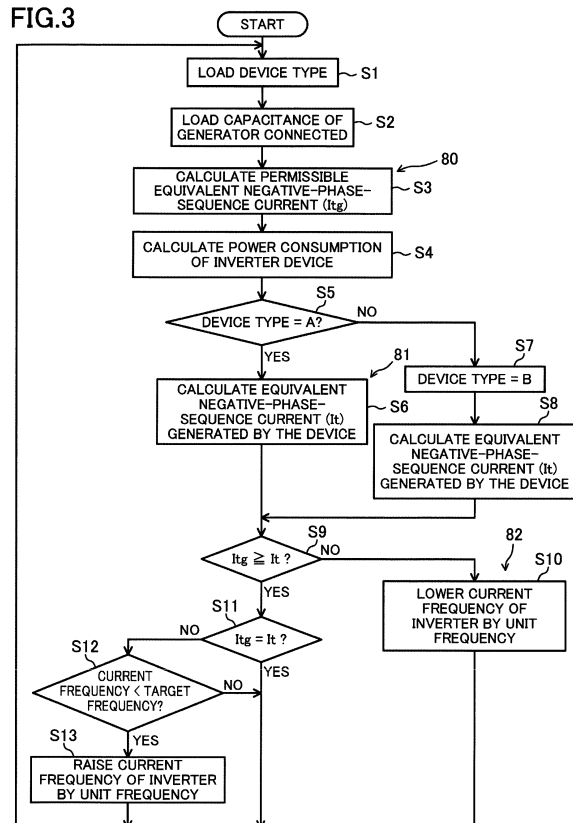 FIG.3
START
LOAD DEVICE TYPE
S1
LOAD CAPACITANCE OF
GENERATOR CONNECTED
S2
80
CALCULATE PERMISSIBLE
EQUIVALENT NEGATIVE-PHASE-
SEQUENCE CURRENT (Itg)
S3
CALCULATE POWER CONSUMPTION
OF INVERTER DEVICE
S4
S5
DEVICE TYPE = A?
NO
YES
S7
DEVICE TYPE = B
81
CALCULATE EQUIVALENT
NEGATIVE-PHASE-
SEQUENCE CURRENT (It)
GENERATED BY THE DEVICE
S6
S8
CALCULATE EQUIVALENT
NEGATIVE-PHASE-
SEQUENCE CURRENT (It)
GENERATED BY THE DEVICE
S9
Itg ≧ It ?
NO
YES
82
S10
LOWER CURRENT
FREQUENCY OF
INVERTER BY UNIT
FREQUENCY
S11
Itg = It ?
NO
YES
S12
CURRENT
FREQUENCY < TARGET
FREQUENCY?
NO
YES
S13
RAISE CURRENT
FREQUENCY OF INVERTER
BY UNIT FREQUENCY